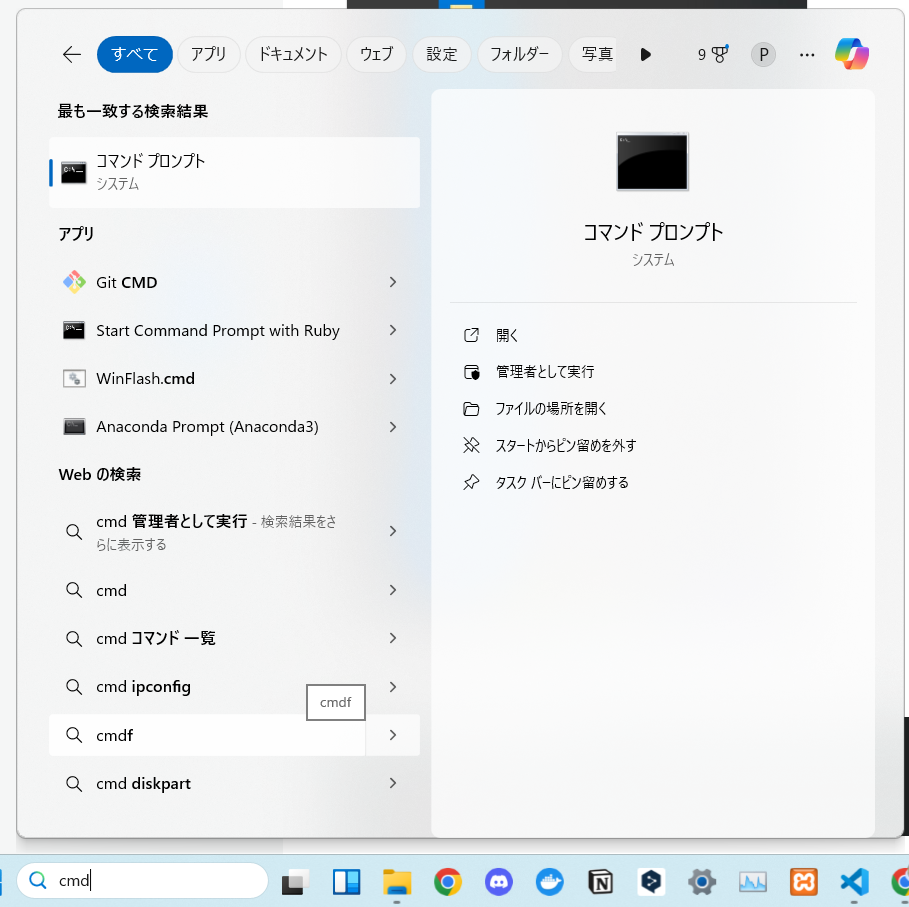 すべて
アプリ
ドキュメント
ウェブ
設定
フォルダー
写真
9
P
最も一致する検索結果
コマンド プロンプト
システム
アプリ
Git CMD
Start Command Prompt with Ruby
WinFlash.cmd
Anaconda Prompt (Anaconda3)
Web の検索
cmd 管理者として実行 - 検索結果をさ
らに表示する
cmd
cmd コマンド 一覧
cmd ipconfig
cmdf
cmdf
cmd diskpart
コマンド プロンプト
システム
開く
管理者として実行
ファイルの場所を開く
スタートからピン留めを外す
タスク バーにピン留めする
cmd